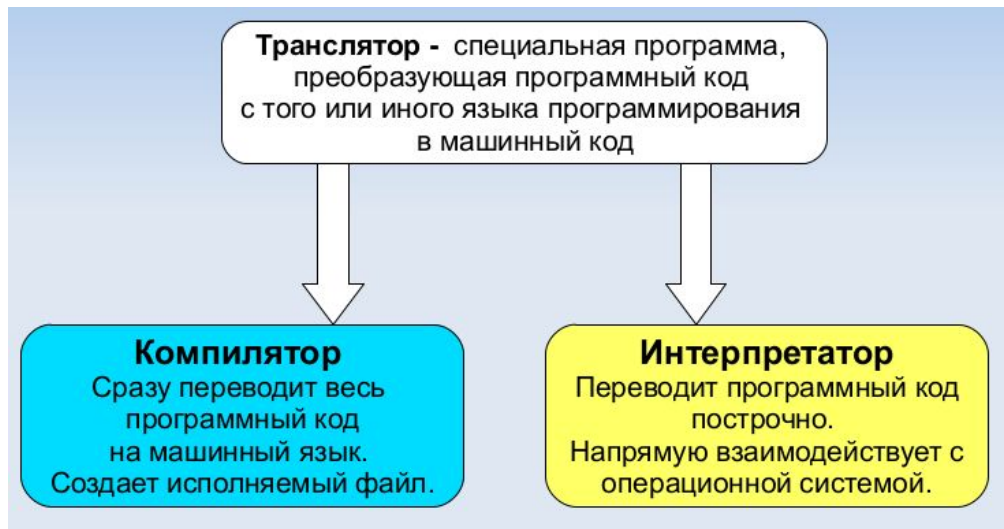 Транслятор - специальная программа,
преобразующая программный код
с того или иного языка программирования
в машинный код
Компилятор
Сразу переводит весь
программный код
на машинный язык.
Создает исполняемый файл.
Интерпретатор
Переводит программный код
построчно.
Напрямую взаимодействует с
операционной системой.